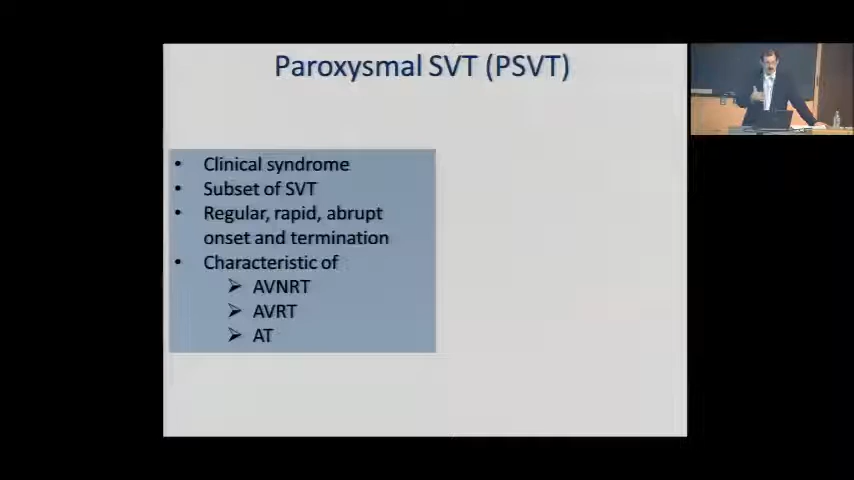 Paroxysmal SVT (PSVT)
• Clinical syndrome
• Subset of SVT
• Regular, rapid, abrupt
onset and termination
• Characteristic of
➢ AVNRT
➢ AVRT
➢ AT